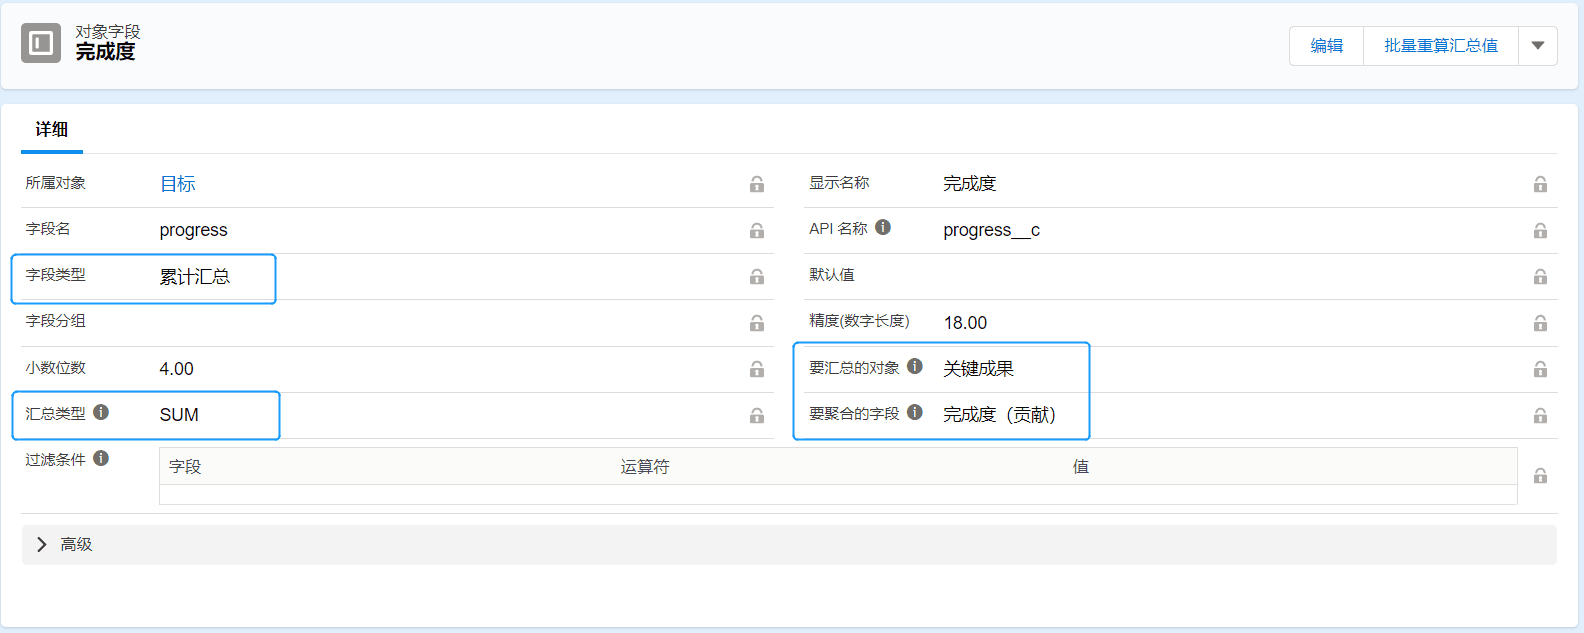 对象字段
完成度
编辑
批量重算汇总值
详细
所属对象 目标
显示名称 完成度
字段名 progress
API 名称 progress__c
字段类型 累计汇总
默认值
字段分组
精度(数字长度) 18.00
小数位数 4.00
要汇总的对象 关键成果
汇总类型 SUM
要聚合的字段 完成度（贡献）
过滤条件
字段 运算符 值
高级